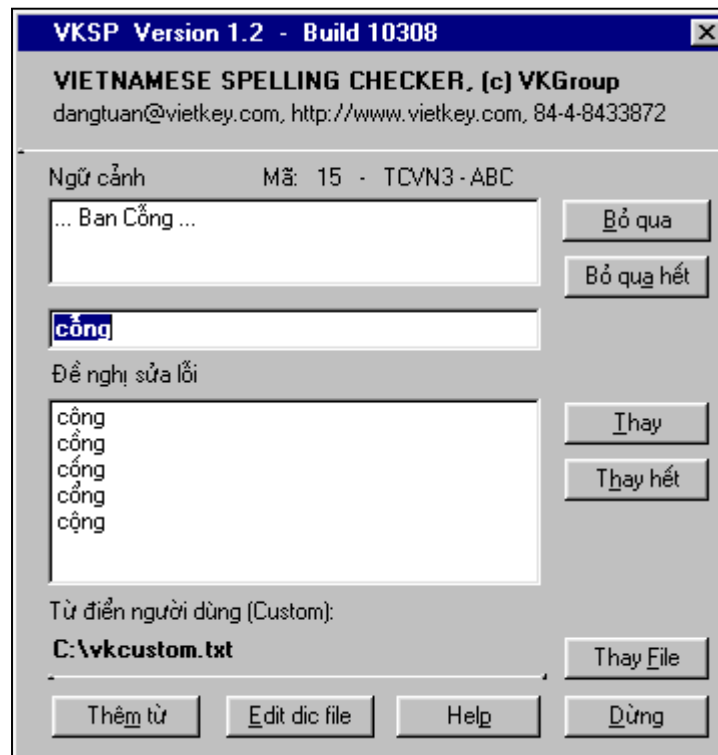 VKSP Version 1.2 - Build 10308
VIETNAMESE SPELLING CHECKER, (c) VKGroup
dangtuan@vietkey.com, http://www.vietkey.com, 84-4-8433872
Ngữ cảnh Mã: 15 - TCVN3 - ABC
... Ban Cỗng ...
Bỏ qua
Bỏ qua hết
cỗng
Đề nghị sửa lỗi
công
cồng
cống
cổng
cộng
Thay
Thay hết
Từ điển người dùng (Custom):
C:\vkcustom.txt
Thay File
Thêm từ Edit dic file Help Dừng